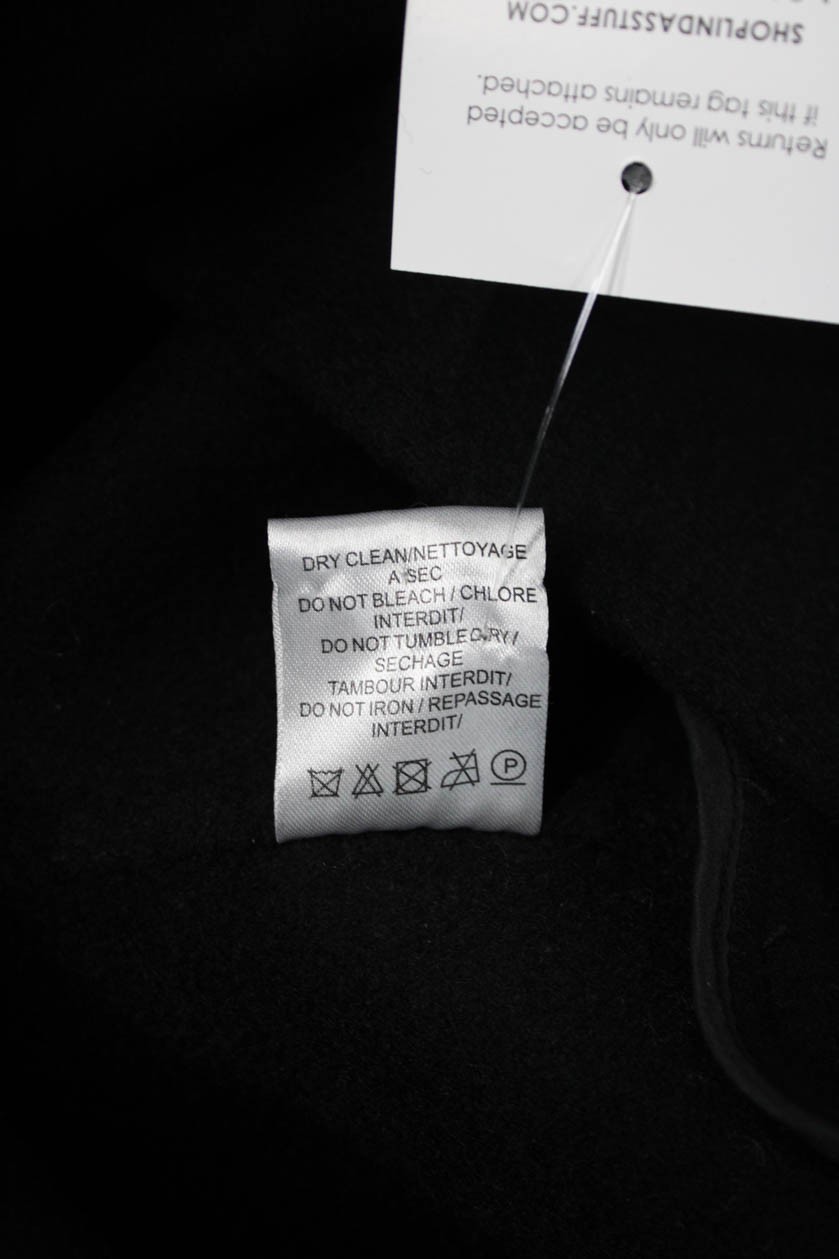 SHOPLINDASSTUFF.COM
Returns will only be accepted
if this tag remains attached.
DRY CLEAN/NETTOYAGE
A SEC
DO NOT BLEACH / CHLORE
INTERDIT/
DO NOT TUMBLE DRY /
SECHAGE
TAMBOUR INTERDIT/
DO NOT IRON / REPASSAGE
INTERDIT/
P